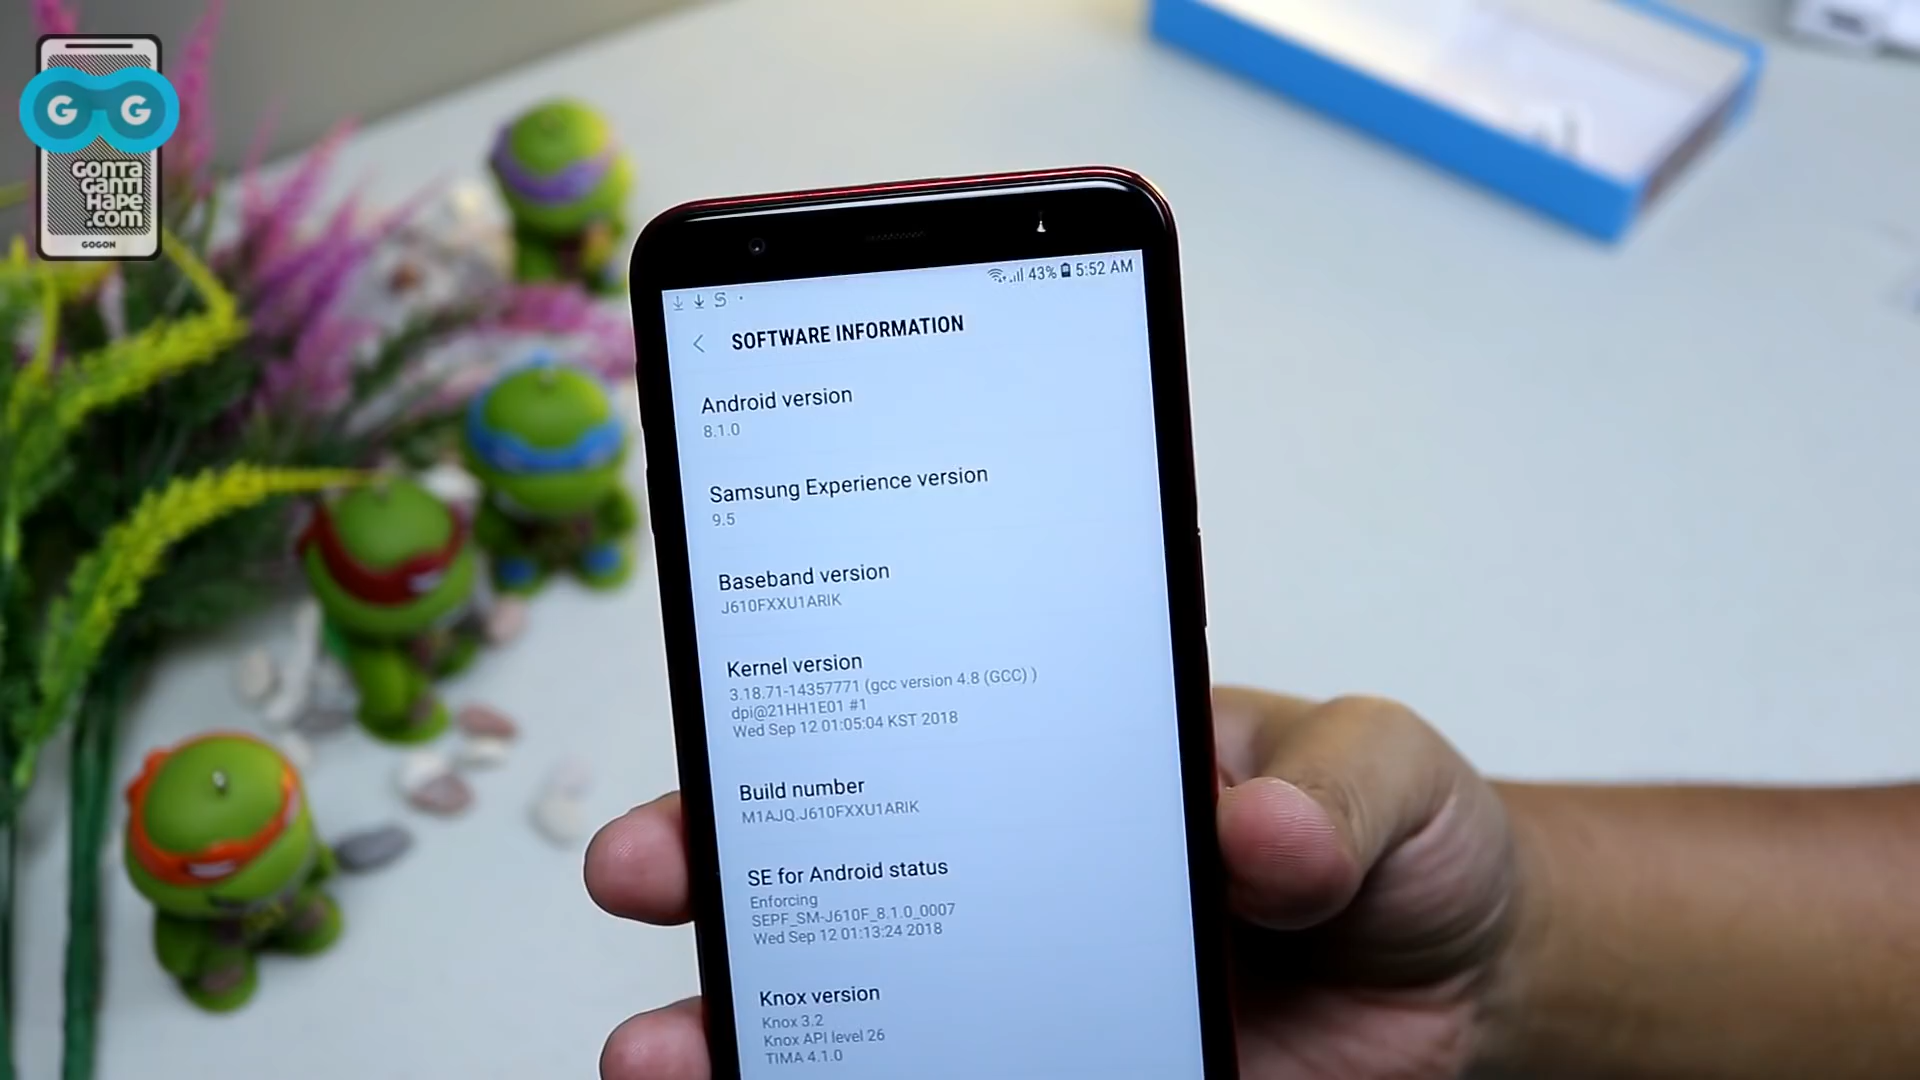 G G
GONTA
GANTI
HAPE
.COM
GOGON
43% 5:52 AM
SOFTWARE INFORMATION
Android version
8.1.0
Samsung Experience version
9.5
Baseband version
J610FXXU1ARIK
Kernel version
3.18.71-14357771 (gcc version 4.8 (GCC) )
dpi@21HH1E01 #1
Wed Sep 12 01:05:04 KST 2018
Build number
M1AJQ.J610FXXU1ARIK
SE for Android status
Enforcing
SEPF_SM-J610F_8.1.0_0007
Wed Sep 12 01:13:24 2018
Knox version
Knox 3.2
Knox API level 26
TIMA 4.1.0